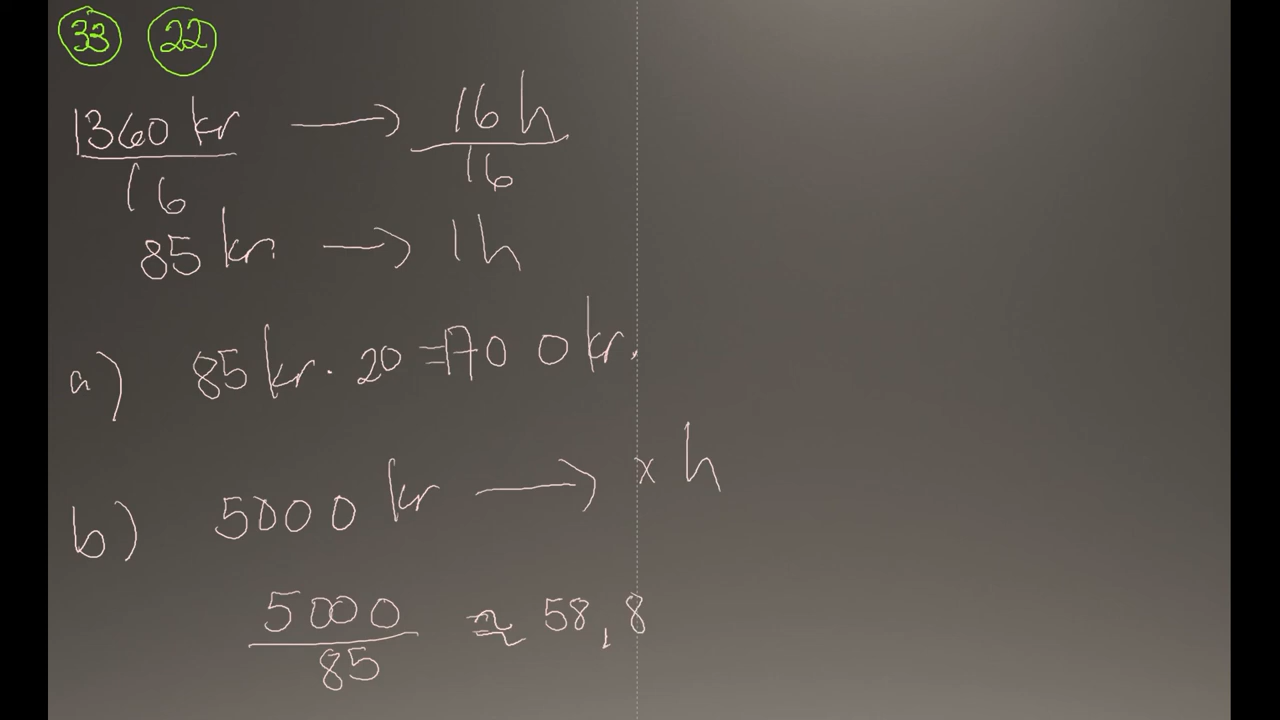 33 22
1360 kr → 16 h
16 16
85 kr. → 1 h
a) 85 kr · 20 = 1700 kr.
b) 5000 kr → x h
5000 ≈ 58,8
85